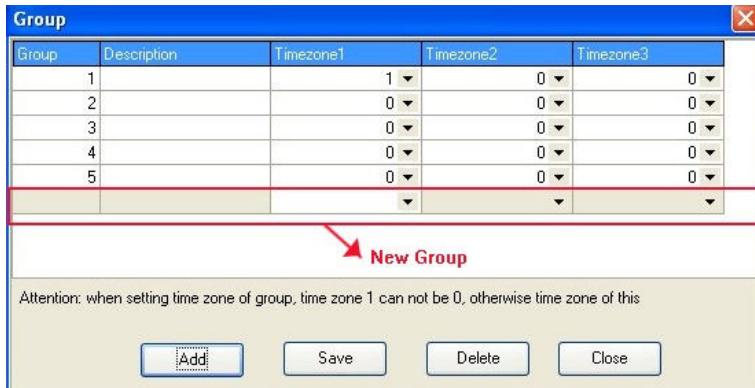 Group
Group Description Timezone1 Timezone2 Timezone3
1 1 0 0
2 0 0 0
3 0 0 0
4 0 0 0
5 0 0 0
New Group
Attention: when setting time zone of group, time zone 1 can not be 0, otherwise time zone of this
Add Save Delete Close